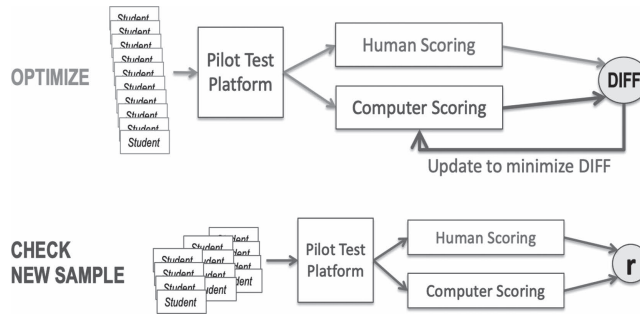 Student
Student
Student
Student
Student
Student
Student
Student
Student
Student
OPTIMIZE
Pilot Test
Platform
Human Scoring
Computer Scoring
DIFF
Update to minimize DIFF
CHECK
NEW SAMPLE
Student
Student
Student
Student
Student
Student
Pilot Test
Platform
Human Scoring
Computer Scoring
r